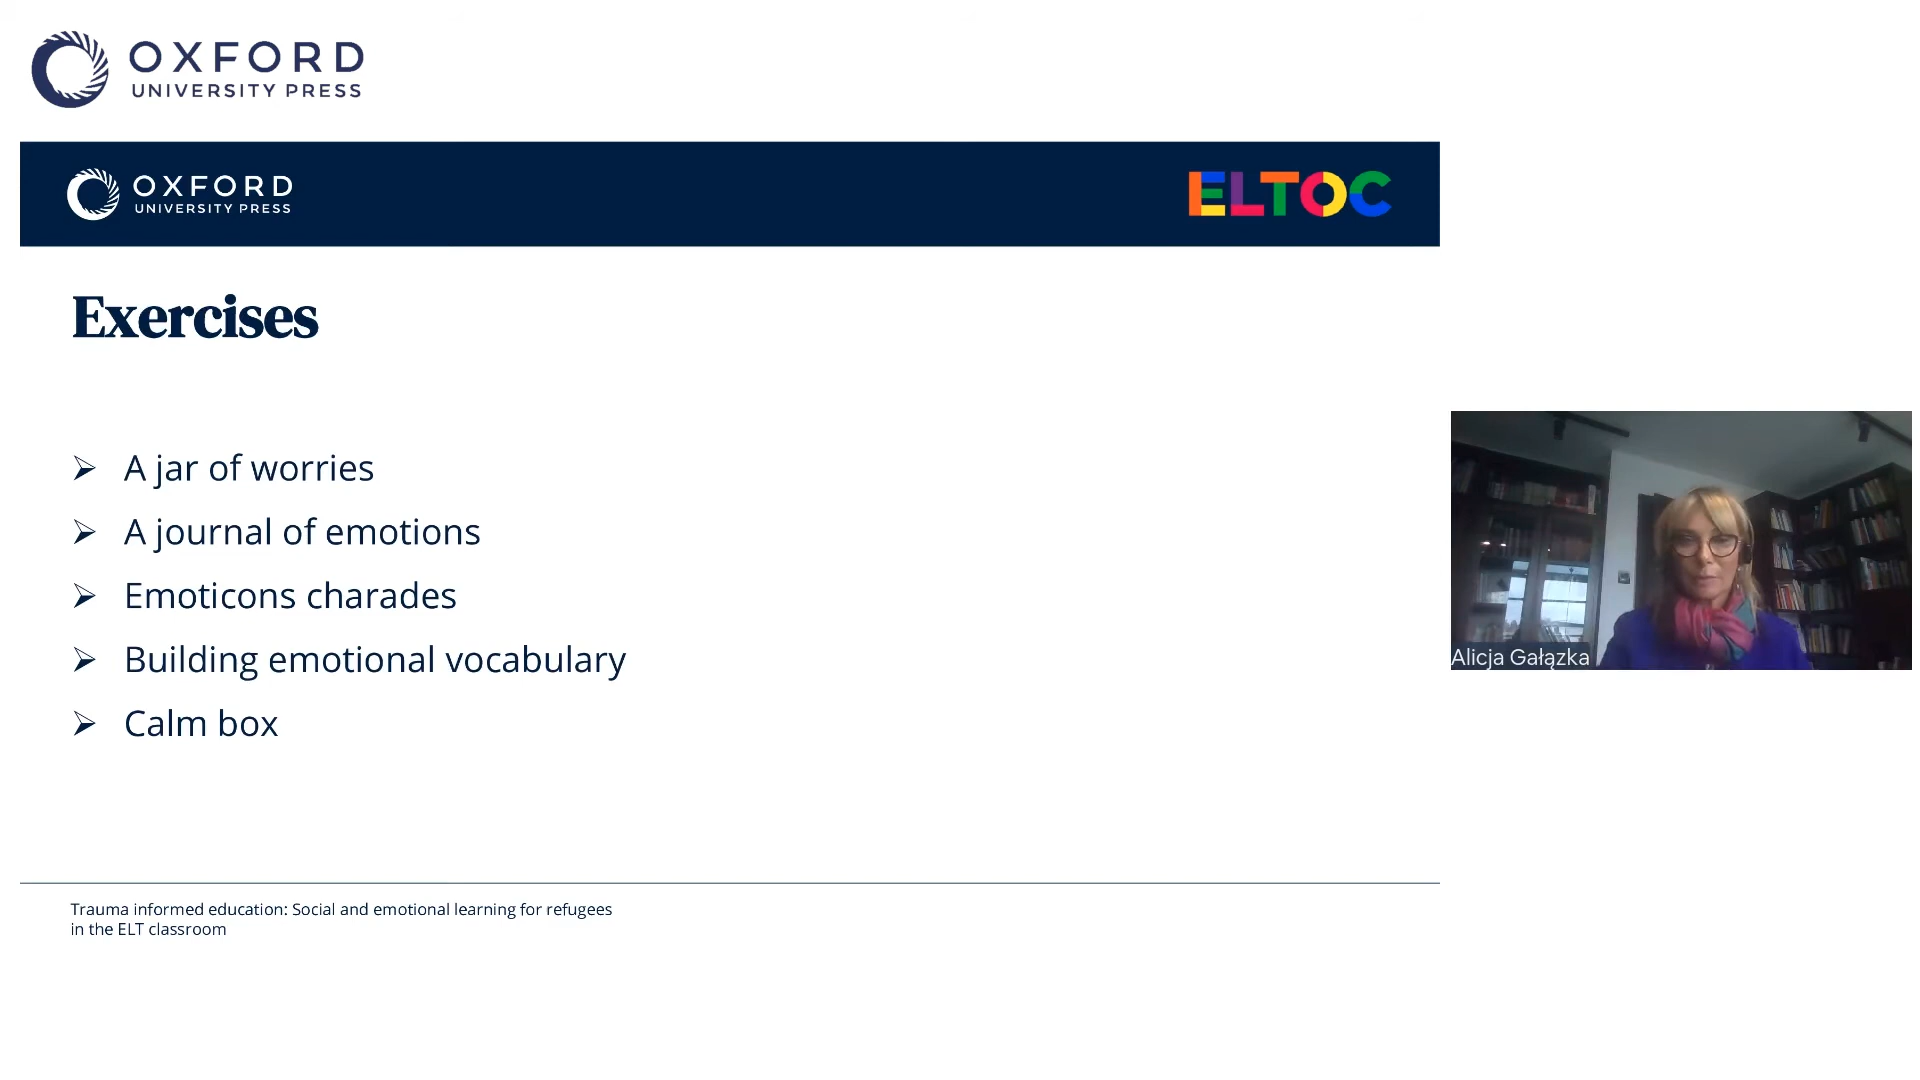 OXFORD
UNIVERSITY PRESS
OXFORD
UNIVERSITY PRESS
ELTOC
Exercises
A jar of worries
A journal of emotions
Emoticons charades
Building emotional vocabulary
Calm box
Alicja Gałązka
Trauma informed education: Social and emotional learning for refugees
in the ELT classroom